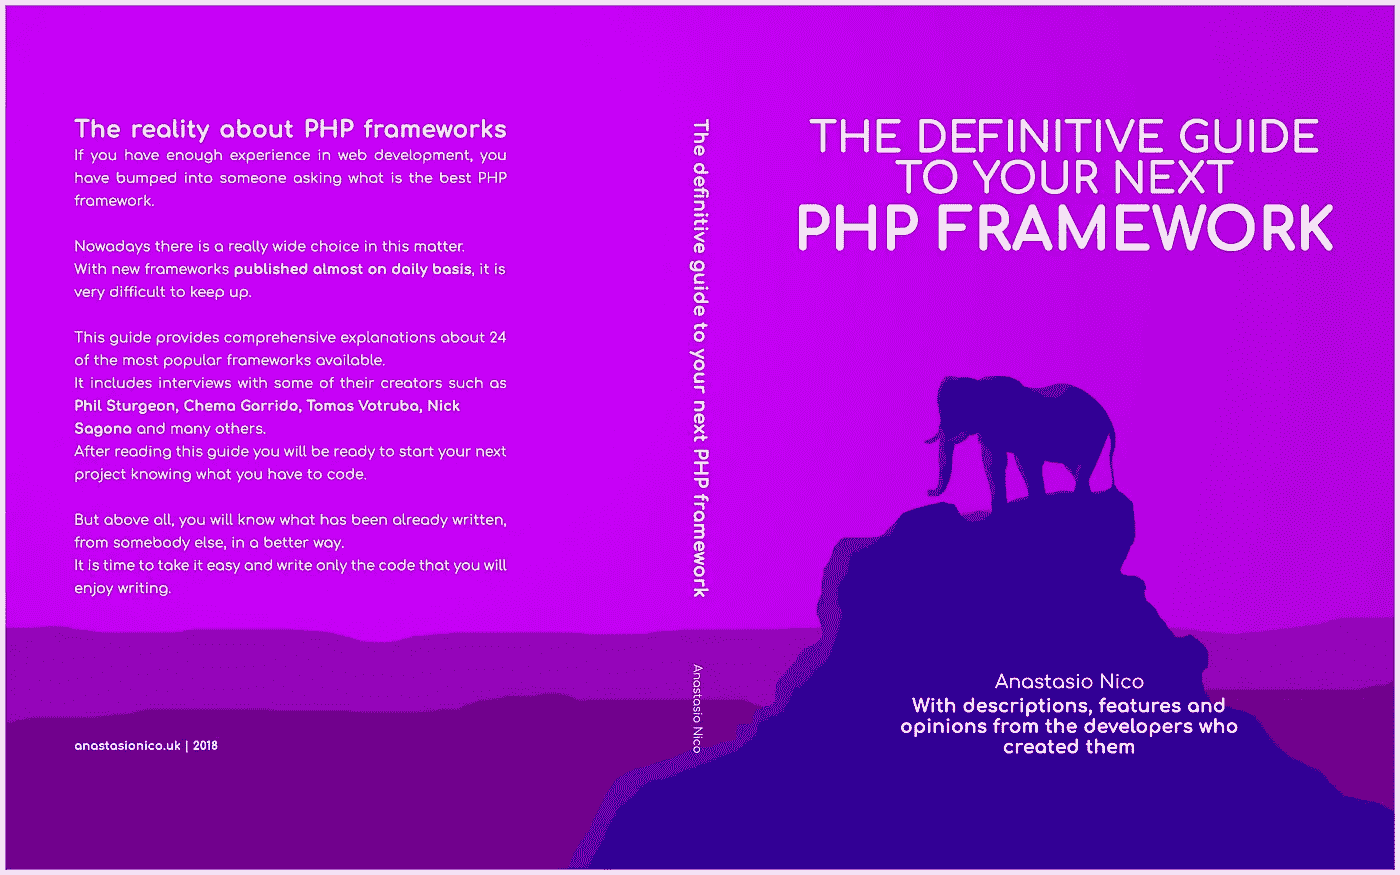 The reality about PHP frameworks
If you have enough experience in web development, you
have bumped into someone asking what is the best PHP
framework.
Nowadays there is a really wide choice in this matter.
With new frameworks published almost on daily basis, it is
very difficult to keep up.
This guide provides comprehensive explanations about 24
of the most popular frameworks available.
It includes interviews with some of their creators such as
Phil Sturgeon, Chema Garrido, Tomas Votruba, Nick
Sagona and many others.
After reading this guide you will be ready to start your next
project knowing what you have to code.
But above all, you will know what has been already written,
from somebody else, in a better way.
It is time to take it easy and write only the code that you will
enjoy writing.
anastasionico.uk | 2018
The definitive guide to your next PHP framework
Anastasio Nico
THE DEFINITIVE GUIDE
TO YOUR NEXT
PHP FRAMEWORK
Anastasio Nico
With descriptions, features and
opinions from the developers who
created them